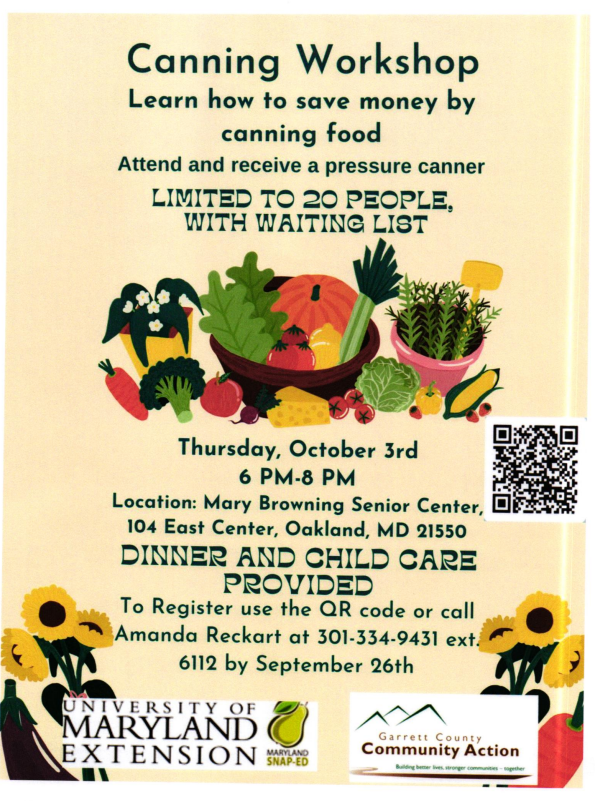 Canning Workshop
Learn how to save money by
canning food
Attend and receive a pressure canner
LIMITED TO 20 PEOPLE,
WITH WAITING LIST
Thursday, October 3rd
6 PM-8 PM
Location: Mary Browning Senior Center,
104 East Center, Oakland, MD 21550
DINNER AND CHILD CARE
PROVIDED
To Register use the QR code or call
Amanda Reckart at 301-334-9431 ext.
6112 by September 26th
UNIVERSITY OF
MARYLAND
EXTENSION
MARYLAND
SNAP-ED
Garrett County
Community Action
Building better lives, stronger communities - together